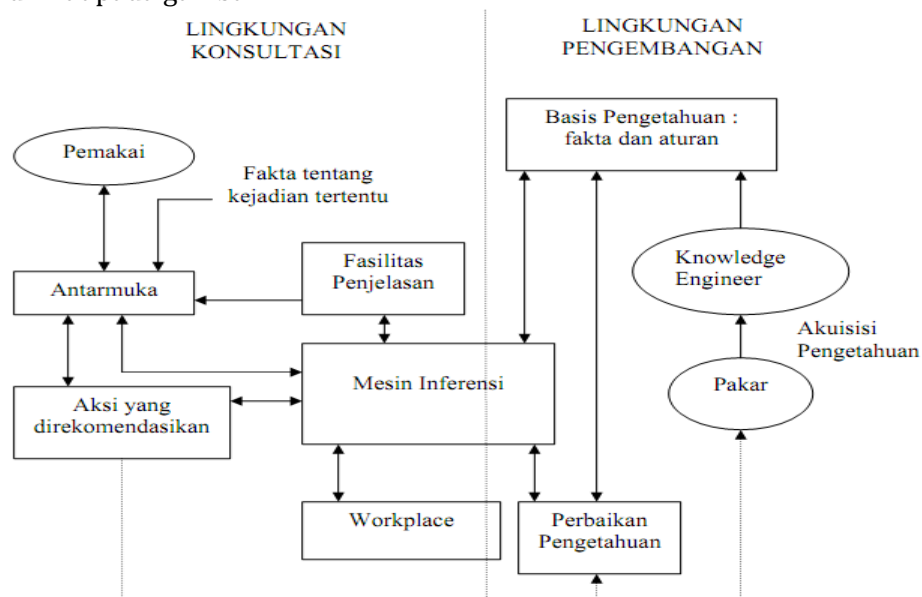 LINGKUNGAN
KONSULTASI
LINGKUNGAN
PENGEMBANGAN
Basis Pengetahuan :
fakta dan aturan
Pemakai
Fakta tentang
kejadian tertentu
Fasilitas
Penjelasan
Knowledge
Engineer
Antarmuka
Akuisisi
Pengetahuan
Mesin Inferensi
Pakar
Aksi yang
direkomendasikan
Workplace
Perbaikan
Pengetahuan